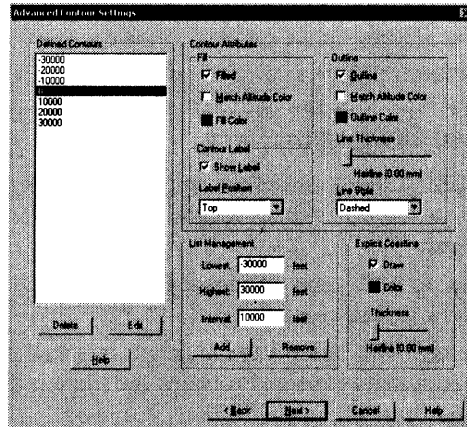 Advanced Contour Settings
Defined Contours
-30000
-20000
-10000
10000
20000
30000
Delete
Edit
Help
Contour Attributes
Fill
Filled
Match Altitude Color
Fill Color
Contour Label
Show Label
Label Position
Top
Outline
Outline
Match Altitude Color
Outline Color
Line Thickness
Hairline (0.00 mm)
Line Style
Dashed
List Management
Lowest: -30000 feet
Highest: 30000 feet
Interval: 10000 feet
Add
Remove
Explicit Coastline
Draw
Color
Thickness
Hairline (0.00 mm)
< Back
Next >
Cancel
Help